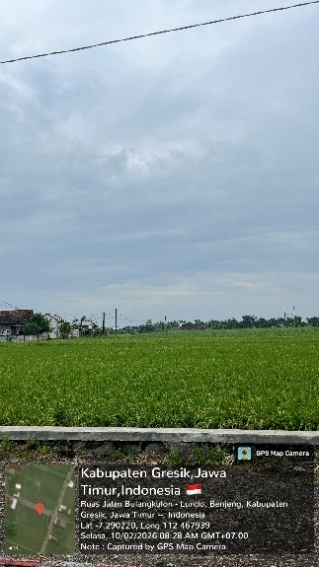 GPS Map Camera
Kabupaten Gresik,Jawa
Timur,Indonesia
Ruas Jalan Bulangkulon - Lundo, Benjeng, Kabupaten
Gresik, Jawa Timur --, Indonesia
Lat -7.290220, Long 112.467939
Selasa, 10/02/2026 08:28 AM GMT+07:00
Note : Captured by GPS Map Camera